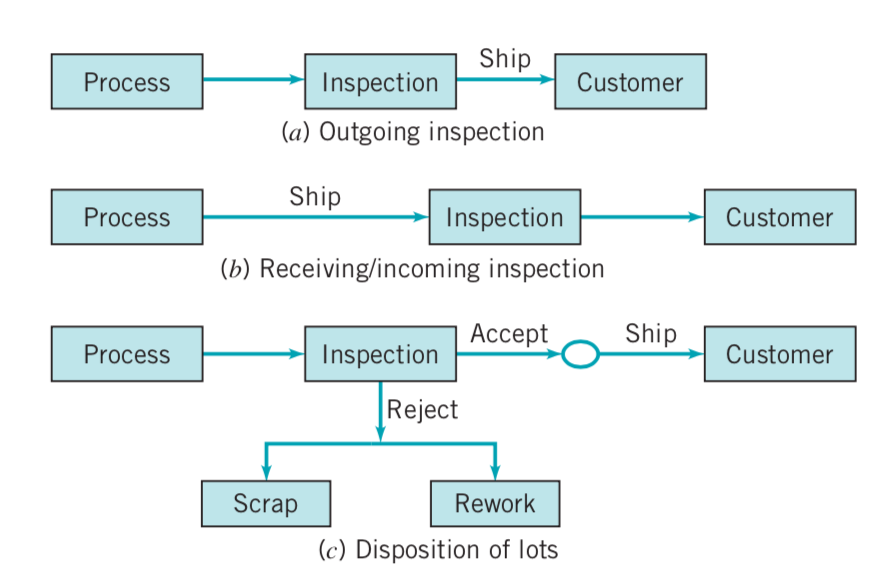 Ship
Process Inspection Customer
(a) Outgoing inspection
Ship
Process Inspection Customer
(b) Receiving/incoming inspection
Accept Ship
Process Inspection Customer
Reject
Scrap Rework
(c) Disposition of lots